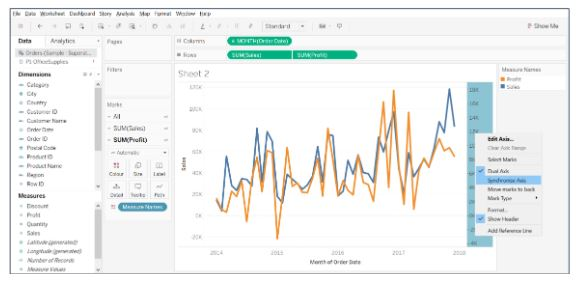 File Data Worksheet Dashboard Story Analysis Map Format Window Help
Standard
Show Me
Data Analytics
Orders (Sample - Superst...
P1 OfficeSupplies
Dimensions
Category
City
Country
Customer ID
Customer Name
Order Date
Order ID
Postal Code
Product ID
Product Name
Region
Row ID
Measures
Discount
Profit
Quantity
Sales
Latitude (generated)
Longitude (generated)
Number of Records
Measure Values
Pages
Filters
Marks
All
SUM(Sales)
SUM(Profit)
Automatic
Colour Size Label
Detail Tooltip Path
Measure Names
Columns
MONTH(Order Date)
Rows
SUM(Sales) SUM(Profit)
Sheet 2
120K
100K
80K
60K
40K
20K
0K
-20K
Sales
2014 2015 2016 2017 2018
Month of Order Date
18K
16K
14K
12K
10K
-4K
Measure Names
Profit
Sales
Edit Axis...
Clear Axis Range
Select Marks
Dual Axis
Synchronise Axis
Move marks to back
Mark Type
Format...
Show Header
Add Reference Line